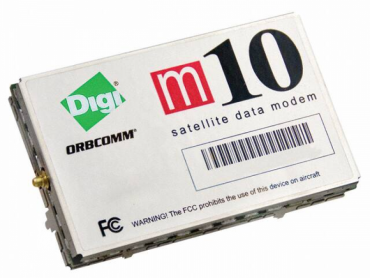 Digi®
ORBCOMM®
m10
satellite data modem
FC
WARNING! The FCC prohibits the use of this device on aircraft